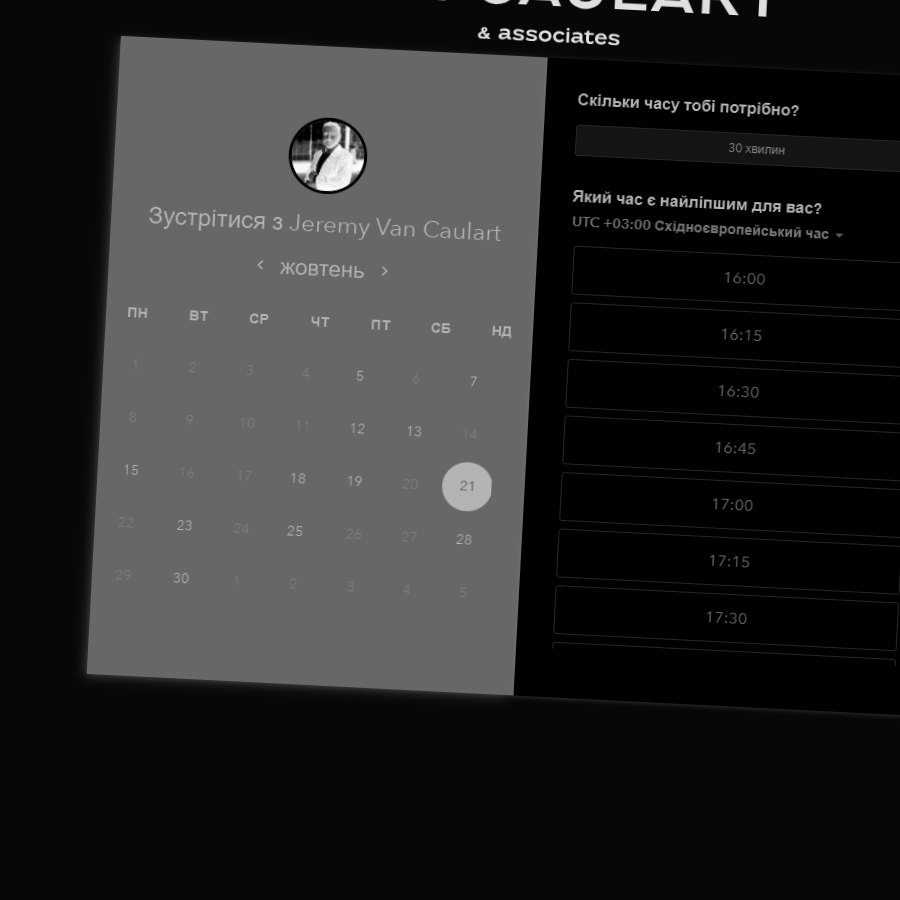 CAULART
& associates
Зустрітися з Jeremy Van Caulart
жовтень
ПН ВТ СР ЧТ ПТ СБ НД
1 2 3 4 5 6 7
8 9 10 11 12 13 14
15 16 17 18 19 20 21
22 23 24 25 26 27 28
29 30 1 2 3 4 5
Скільки часу тобі потрібно?
30 хвилин
Який час є найліпшим для вас?
UTC +03:00 Східноєвропейський час
16:00
16:15
16:30
16:45
17:00
17:15
17:30